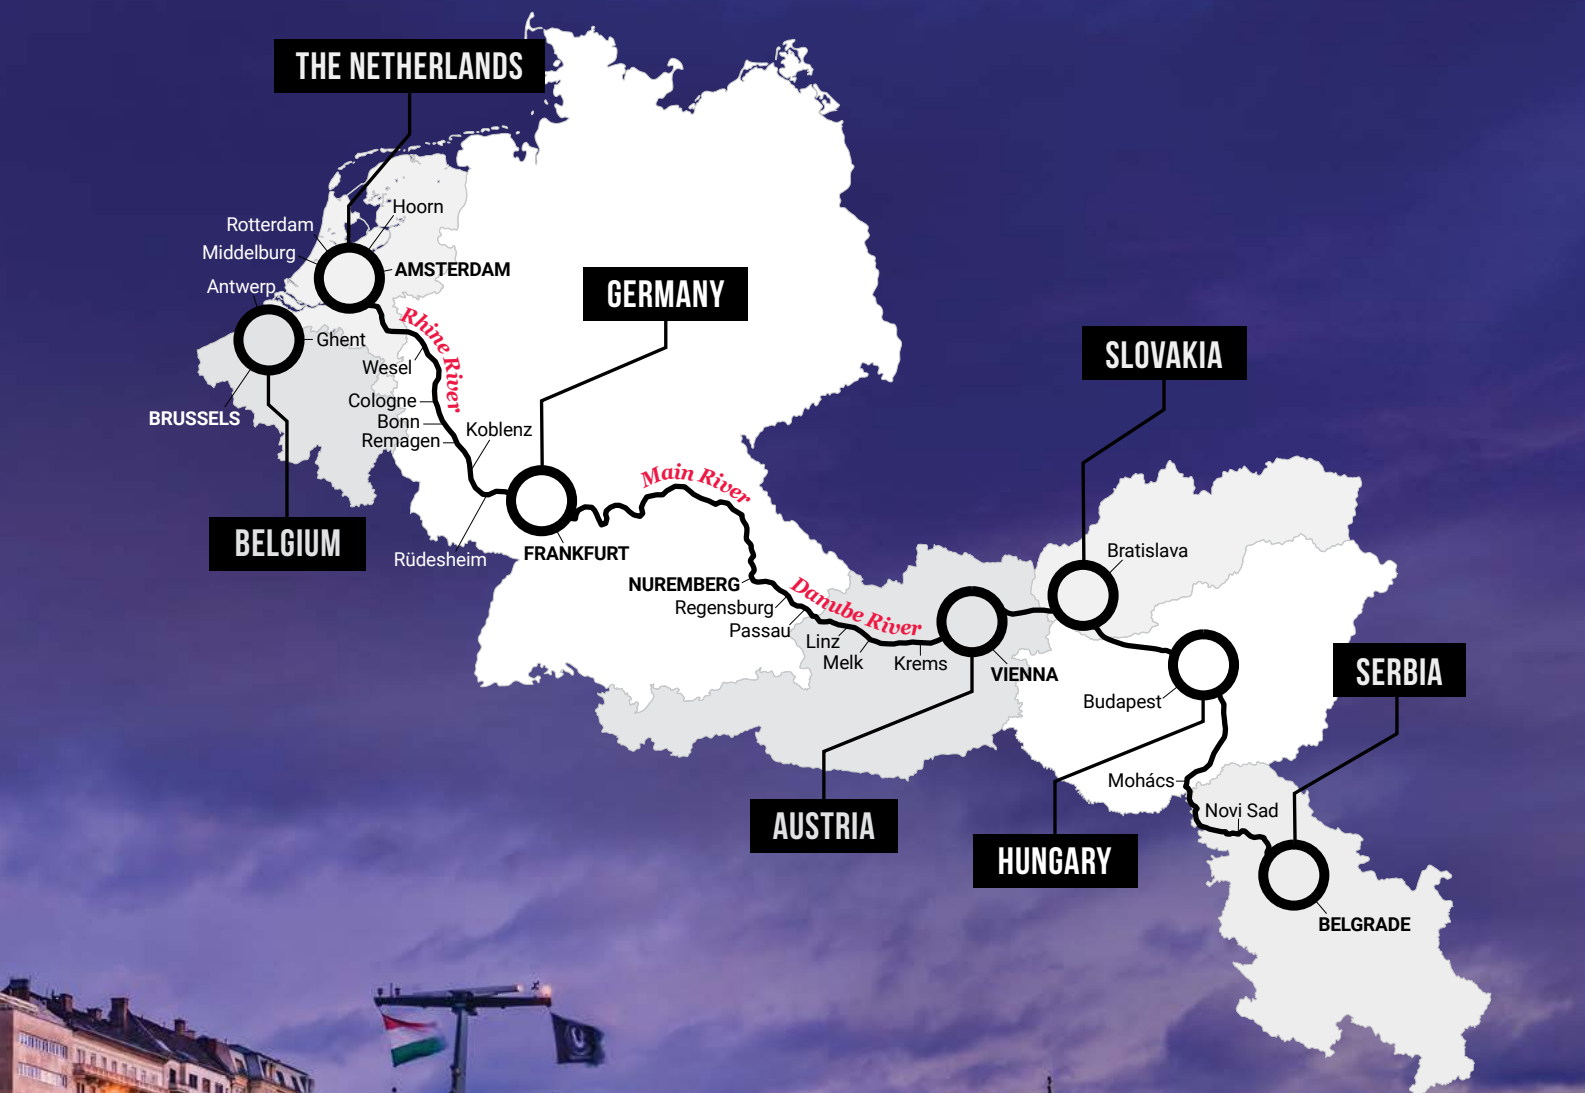 THE NETHERLANDS
Hoorn
Rotterdam
Middelburg
AMSTERDAM
Antwerp
GERMANY
Rhine River
Ghent
SLOVAKIA
Wesel
Cologne
BRUSSELS
Bonn
Koblenz
Remagen
Main River
BELGIUM
Rüdesheim
FRANKFURT
Bratislava
NUREMBERG
Danube River
Regensburg
Passau
Linz
Melk
Krems
VIENNA
SERBIA
Budapest
Mohács
Novi Sad
AUSTRIA
HUNGARY
BELGRADE